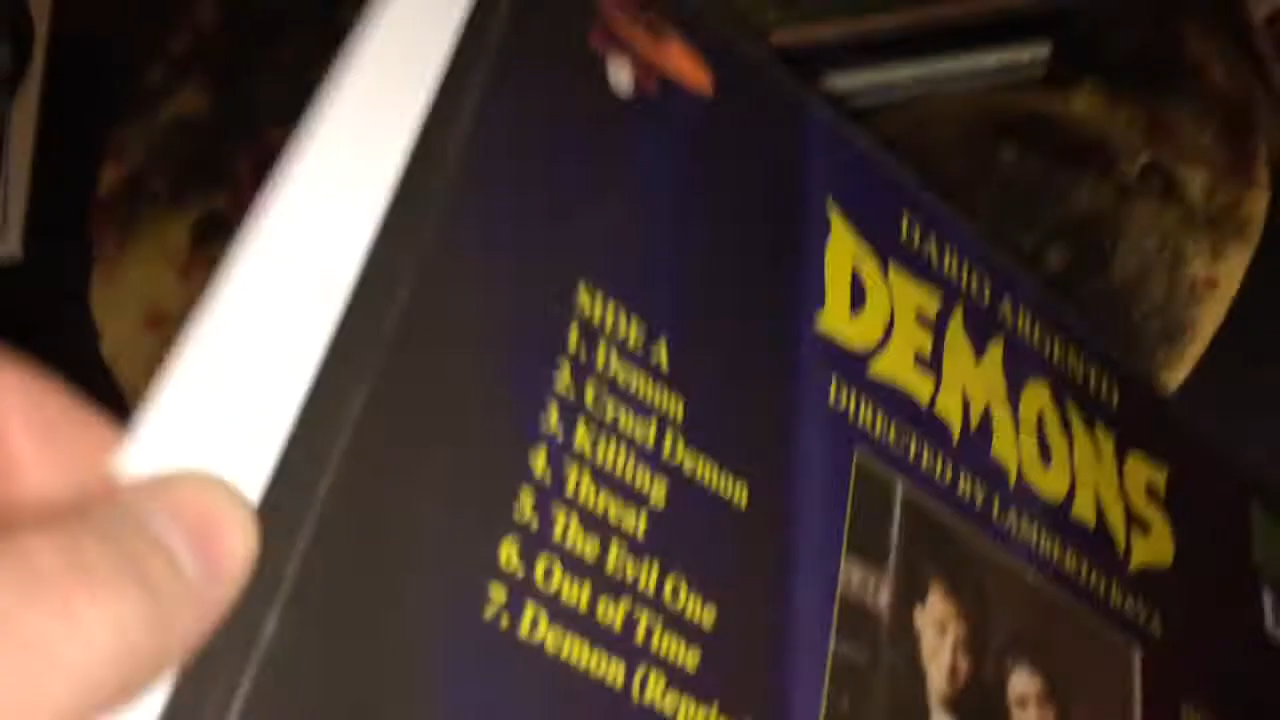 SIDE A
1. Demon
2. Cruel Demon
3. Killing
4. Threat
5. The Evil One
6. Out of Time
7. Demon (Repris
DARIO ARGENTO
DEMONS
DIRECTED BY LAMBERTO BAVA